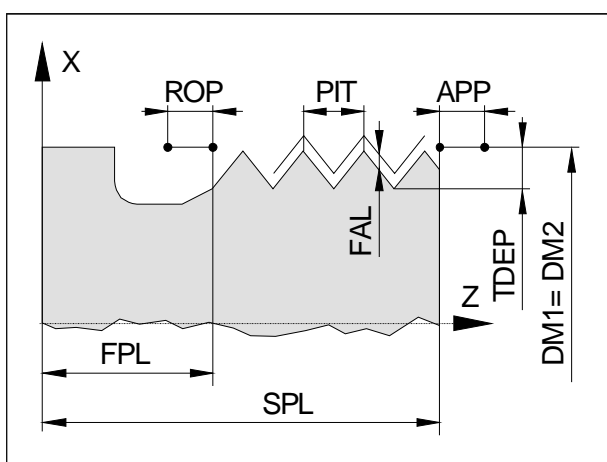 X
ROP
PIT
APP
FAL
TDEP
DM1= DM2
Z
FPL
SPL